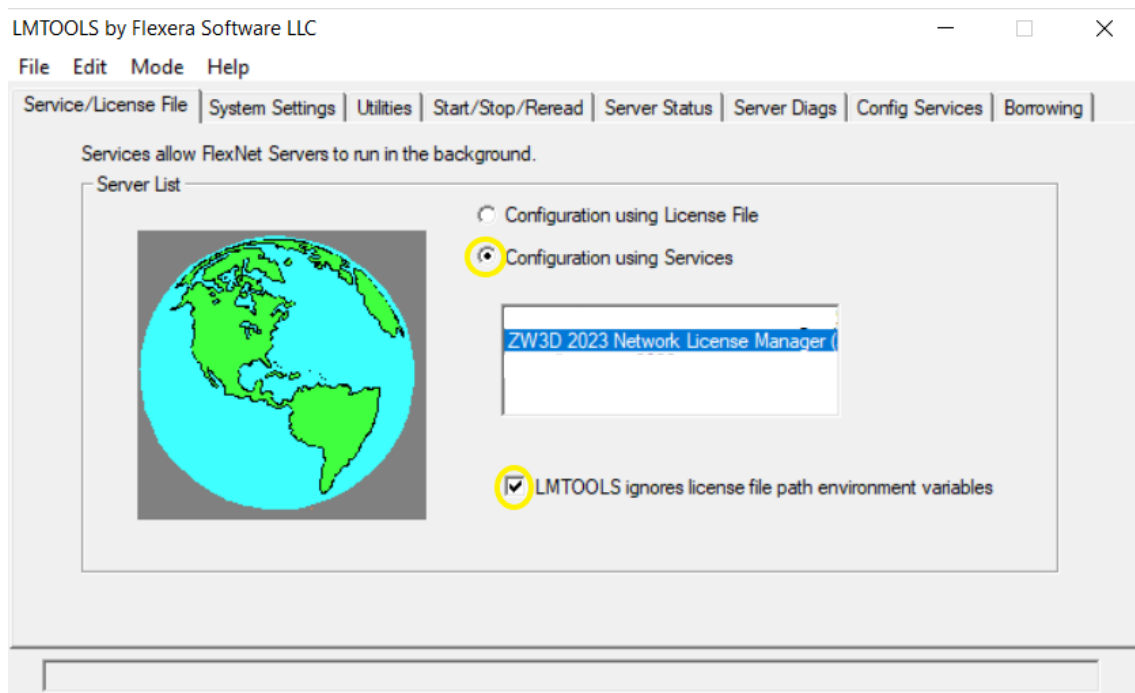 LMTOOLS by Flexera Software LLC
File Edit Mode Help
Service/License File System Settings Utilities Start/Stop/Reread Server Status Server Diags Config Services Borrowing
Services allow FlexNet Servers to run in the background.
Server List
Configuration using License File
Configuration using Services
ZW3D 2023 Network License Manager (
LMTOOLS ignores license file path environment variables